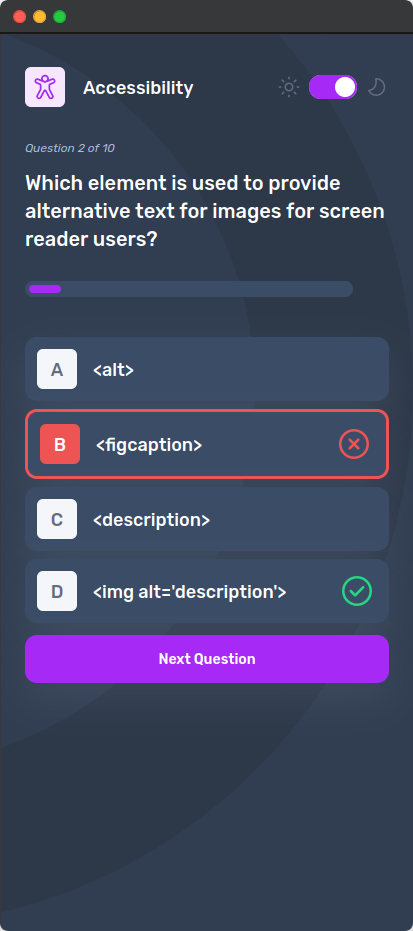 Accessibility
Question 2 of 10
Which element is used to provide
alternative text for images for screen
reader users?
A <alt>
B <figcaption>
C <description>
D <img alt='description'>
Next Question